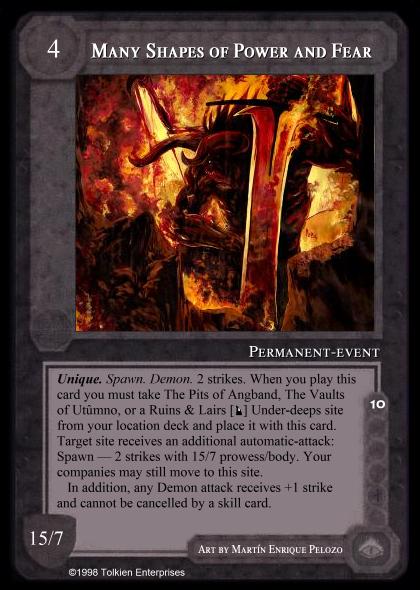 4
MANY SHAPES OF POWER AND FEAR
PERMANENT-EVENT
Unique. Spawn. Demon. 2 strikes. When you play this
card you must take The Pits of Angband, The Vaults
of Utûmno, or a Ruins & Lairs [] Under-deeps site
from your location deck and place it with this card.
Target site receives an additional automatic-attack:
Spawn — 2 strikes with 15/7 prowess/body. Your
companies may still move to this site.
In addition, any Demon attack receives +1 strike
and cannot be cancelled by a skill card.
10
15/7
ART BY MARTÍN ENRIQUE PELOZO
©1998 Tolkien Enterprises